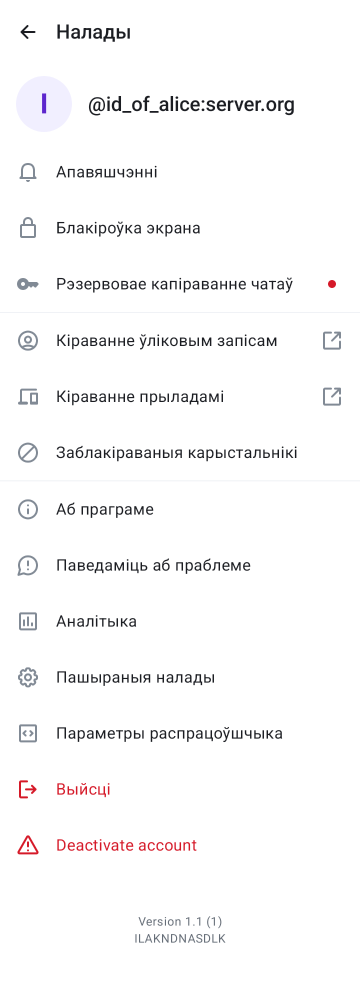 Налады
I
@id_of_alice:server.org
Апавяшчэнні
Блакіроўка экрана
Рэзервовае капіраванне чатаў
Кіраванне ўліковым запісам
Кіраванне прыладамі
Заблакіраваныя карыстальнікі
Аб праграме
Паведаміць аб праблеме
Аналітыка
Пашыраныя налады
Параметры распрацоўшчыка
Выйсці
Deactivate account
Version 1.1 (1)
ILAKNDNASDLK